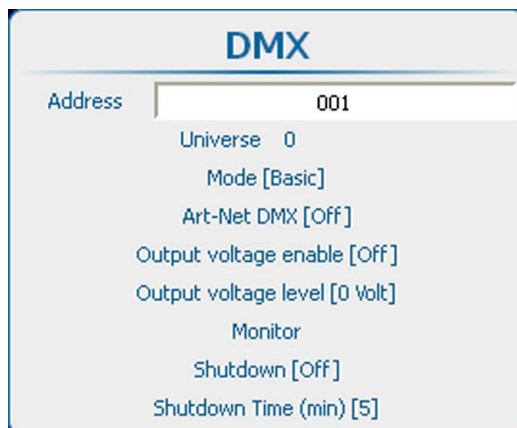 DMX
Address 001
Universe 0
Mode [Basic]
Art-Net DMX [Off]
Output voltage enable [Off]
Output voltage level [0 Volt]
Monitor
Shutdown [Off]
Shutdown Time (min) [5]